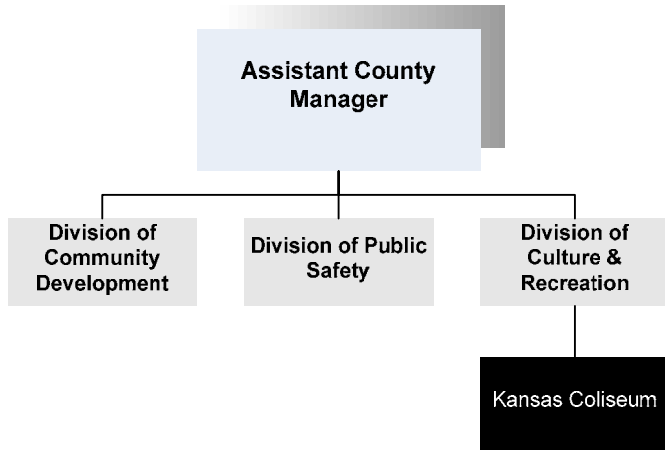 Assistant County
Manager
Division of
Community
Development
Division of Public
Safety
Division of
Culture &
Recreation
Kansas Coliseum